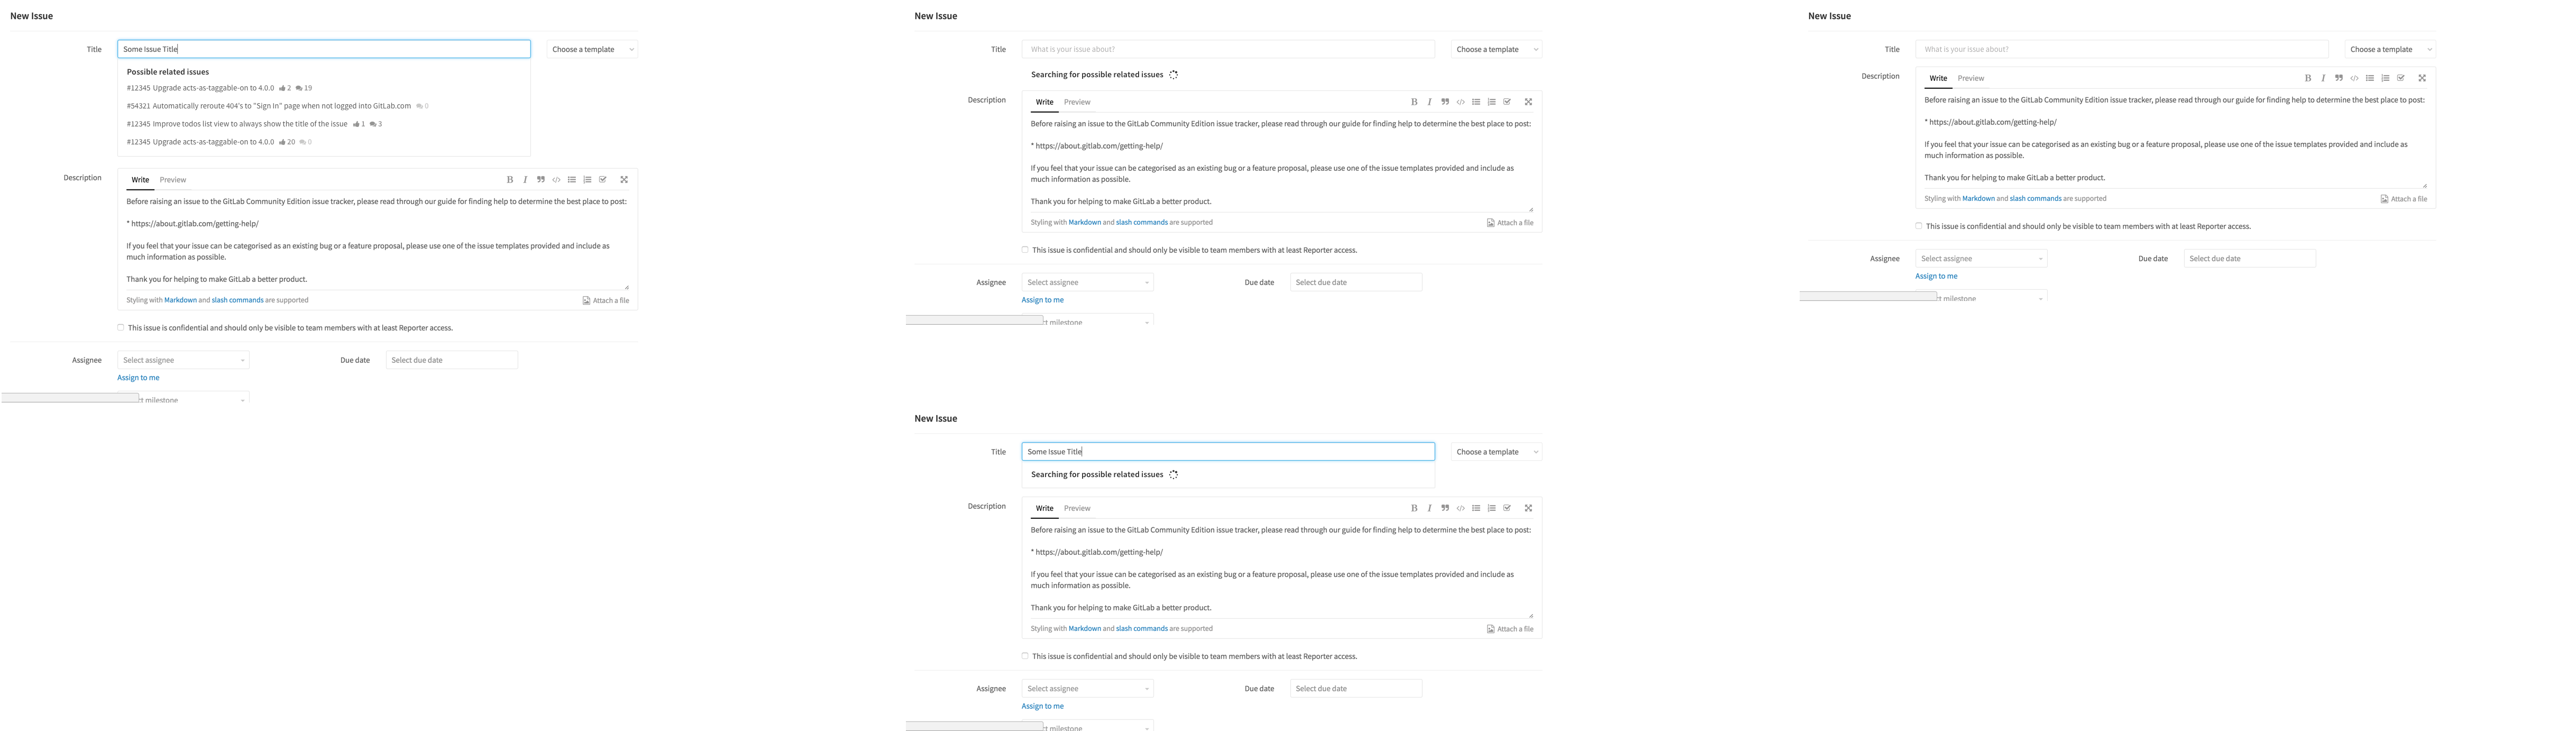 New Issue
Title Some Issue Title Choose a template
Possible related issues
#12345 Upgrade acts-as-taggable-on to 4.0.0 2 19
#54321 Automatically reroute 404's to "Sign In" page when not logged into GitLab.com 0
#12345 Improve todos list view to always show the title of the issue 1 3
#12345 Upgrade acts-as-taggable-on to 4.0.0 20 0
Description Write Preview
Before raising an issue to the GitLab Community Edition issue tracker, please read through our guide for finding help to determine the best place to post:
* https://about.gitlab.com/getting-help/
If you feel that your issue can be categorised as an existing bug or a feature proposal, please use one of the issue templates provided and include as
much information as possible.
Thank you for helping to make GitLab a better product.
Styling with Markdown and slash commands are supported Attach a file
This issue is confidential and should only be visible to team members with at least Reporter access.
Assignee Select assignee Due date Select due date
Assign to me
milestone
New Issue
Title What is your issue about? Choose a template
Searching for possible related issues
Description Write Preview
Before raising an issue to the GitLab Community Edition issue tracker, please read through our guide for finding help to determine the best place to post:
* https://about.gitlab.com/getting-help/
If you feel that your issue can be categorised as an existing bug or a feature proposal, please use one of the issue templates provided and include as
much information as possible.
Thank you for helping to make GitLab a better product.
Styling with Markdown and slash commands are supported Attach a file
This issue is confidential and should only be visible to team members with at least Reporter access.
Assignee Select assignee Due date Select due date
Assign to me
milestone
New Issue
Title What is your issue about? Choose a template
Description Write Preview
Before raising an issue to the GitLab Community Edition issue tracker, please read through our guide for finding help to determine the best place to post:
* https://about.gitlab.com/getting-help/
If you feel that your issue can be categorised as an existing bug or a feature proposal, please use one of the issue templates provided and include as
much information as possible.
Thank you for helping to make GitLab a better product.
Styling with Markdown and slash commands are supported Attach a file
This issue is confidential and should only be visible to team members with at least Reporter access.
Assignee Select assignee Due date Select due date
Assign to me
milestone
New Issue
Title Some Issue Title Choose a template
Searching for possible related issues
Description Write Preview
Before raising an issue to the GitLab Community Edition issue tracker, please read through our guide for finding help to determine the best place to post:
* https://about.gitlab.com/getting-help/
If you feel that your issue can be categorised as an existing bug or a feature proposal, please use one of the issue templates provided and include as
much information as possible.
Thank you for helping to make GitLab a better product.
Styling with Markdown and slash commands are supported Attach a file
This issue is confidential and should only be visible to team members with at least Reporter access.
Assignee Select assignee Due date Select due date
Assign to me
milestone